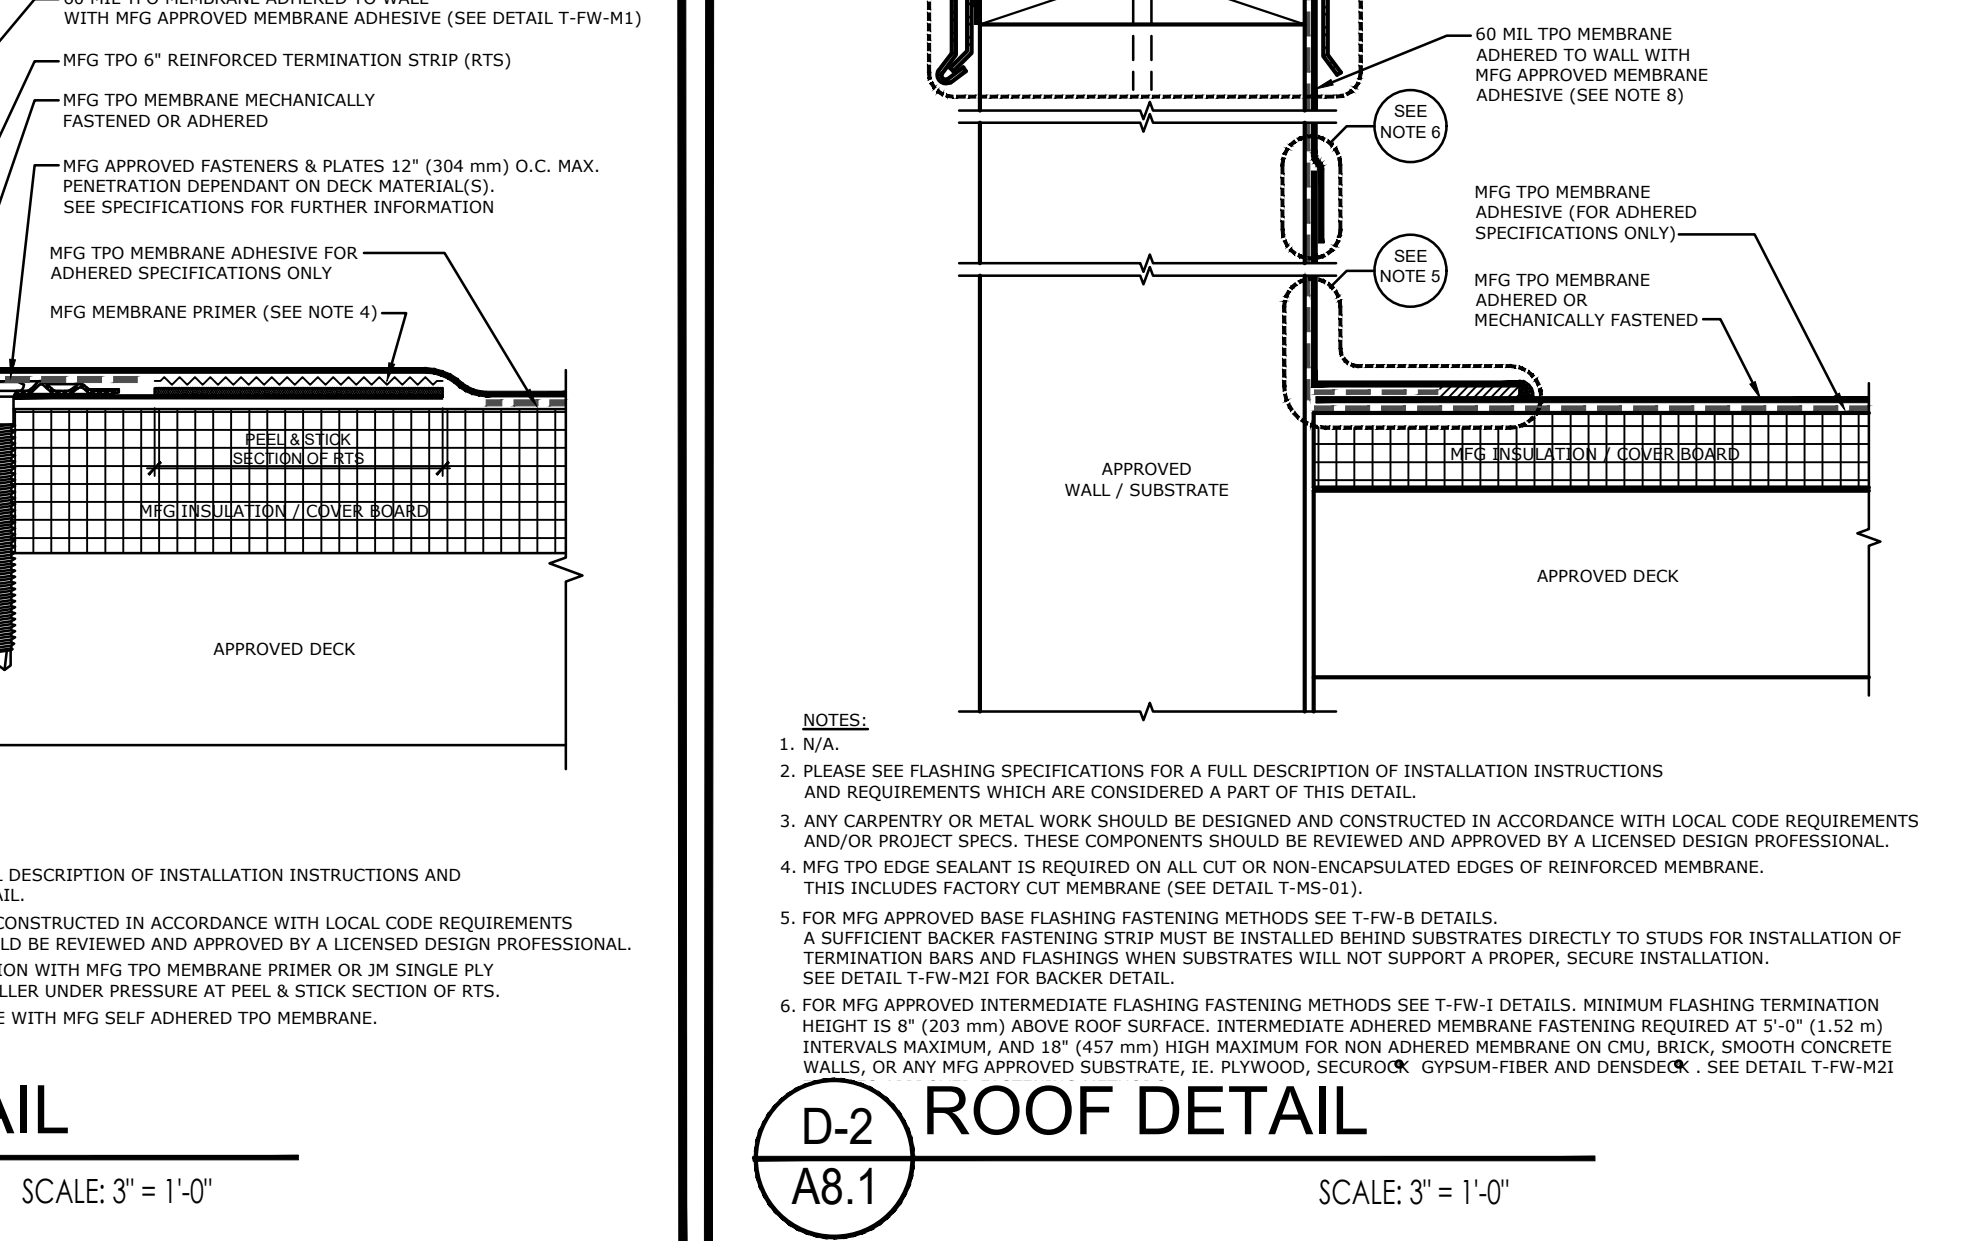 60 MIL TPO MEMBRANE ADHERED TO WALL
WITH MFG APPROVED MEMBRANE ADHESIVE (SEE DETAIL T-FW-M1)
MFG TPO 6" REINFORCED TERMINATION STRIP (RTS)
MFG TPO MEMBRANE MECHANICALLY
FASTENED OR ADHERED
MFG APPROVED FASTENERS & PLATES 12" (304 mm) O.C. MAX.
PENETRATION DEPENDANT ON DECK MATERIAL(S).
SEE SPECIFICATIONS FOR FURTHER INFORMATION
MFG TPO MEMBRANE ADHESIVE FOR
ADHERED SPECIFICATIONS ONLY
MFG MEMBRANE PRIMER (SEE NOTE 4)
PEEL & STICK
SECTION OF RTS
MFG INSULATION / COVER BOARD
APPROVED DECK
L DESCRIPTION OF INSTALLATION INSTRUCTIONS AND
AIL.
CONSTRUCTED IN ACCORDANCE WITH LOCAL CODE REQUIREMENTS
LD BE REVIEWED AND APPROVED BY A LICENSED DESIGN PROFESSIONAL.
ION WITH MFG TPO MEMBRANE PRIMER OR JM SINGLE PLY
LLER UNDER PRESSURE AT PEEL & STICK SECTION OF RTS.
E WITH MFG SELF ADHERED TPO MEMBRANE.
AIL
SCALE: 3" = 1'-0"
60 MIL TPO MEMBRANE
ADHERED TO WALL WITH
MFG APPROVED MEMBRANE
ADHESIVE (SEE NOTE 8)
SEE
NOTE 6
MFG TPO MEMBRANE
ADHESIVE (FOR ADHERED
SPECIFICATIONS ONLY)
SEE
NOTE 5
MFG TPO MEMBRANE
ADHERED OR
MECHANICALLY FASTENED
MFG INSULATION / COVER BOARD
APPROVED
WALL / SUBSTRATE
APPROVED DECK
NOTES:
1. N/A.
2. PLEASE SEE FLASHING SPECIFICATIONS FOR A FULL DESCRIPTION OF INSTALLATION INSTRUCTIONS
AND REQUIREMENTS WHICH ARE CONSIDERED A PART OF THIS DETAIL.
3. ANY CARPENTRY OR METAL WORK SHOULD BE DESIGNED AND CONSTRUCTED IN ACCORDANCE WITH LOCAL CODE REQUIREMENTS
AND/OR PROJECT SPECS. THESE COMPONENTS SHOULD BE REVIEWED AND APPROVED BY A LICENSED DESIGN PROFESSIONAL.
4. MFG TPO EDGE SEALANT IS REQUIRED ON ALL CUT OR NON-ENCAPSULATED EDGES OF REINFORCED MEMBRANE.
THIS INCLUDES FACTORY CUT MEMBRANE (SEE DETAIL T-MS-01).
5. FOR MFG APPROVED BASE FLASHING FASTENING METHODS SEE T-FW-B DETAILS.
A SUFFICIENT BACKER FASTENING STRIP MUST BE INSTALLED BEHIND SUBSTRATES DIRECTLY TO STUDS FOR INSTALLATION OF
TERMINATION BARS AND FLASHINGS WHEN SUBSTRATES WILL NOT SUPPORT A PROPER, SECURE INSTALLATION.
SEE DETAIL T-FW-M2I FOR BACKER DETAIL.
6. FOR MFG APPROVED INTERMEDIATE FLASHING FASTENING METHODS SEE T-FW-I DETAILS. MINIMUM FLASHING TERMINATION
HEIGHT IS 8" (203 mm) ABOVE ROOF SURFACE. INTERMEDIATE ADHERED MEMBRANE FASTENING REQUIRED AT 5'-0" (1.52 m)
INTERVALS MAXIMUM, AND 18" (457 mm) HIGH MAXIMUM FOR NON ADHERED MEMBRANE ON CMU, BRICK, SMOOTH CONCRETE
WALLS, OR ANY MFG APPROVED SUBSTRATE, IE. PLYWOOD, SECUROCK GYPSUM-FIBER AND DENSDECK . SEE DETAIL T-FW-M2I
D-2
A8.1
ROOF DETAIL
SCALE: 3" = 1'-0"